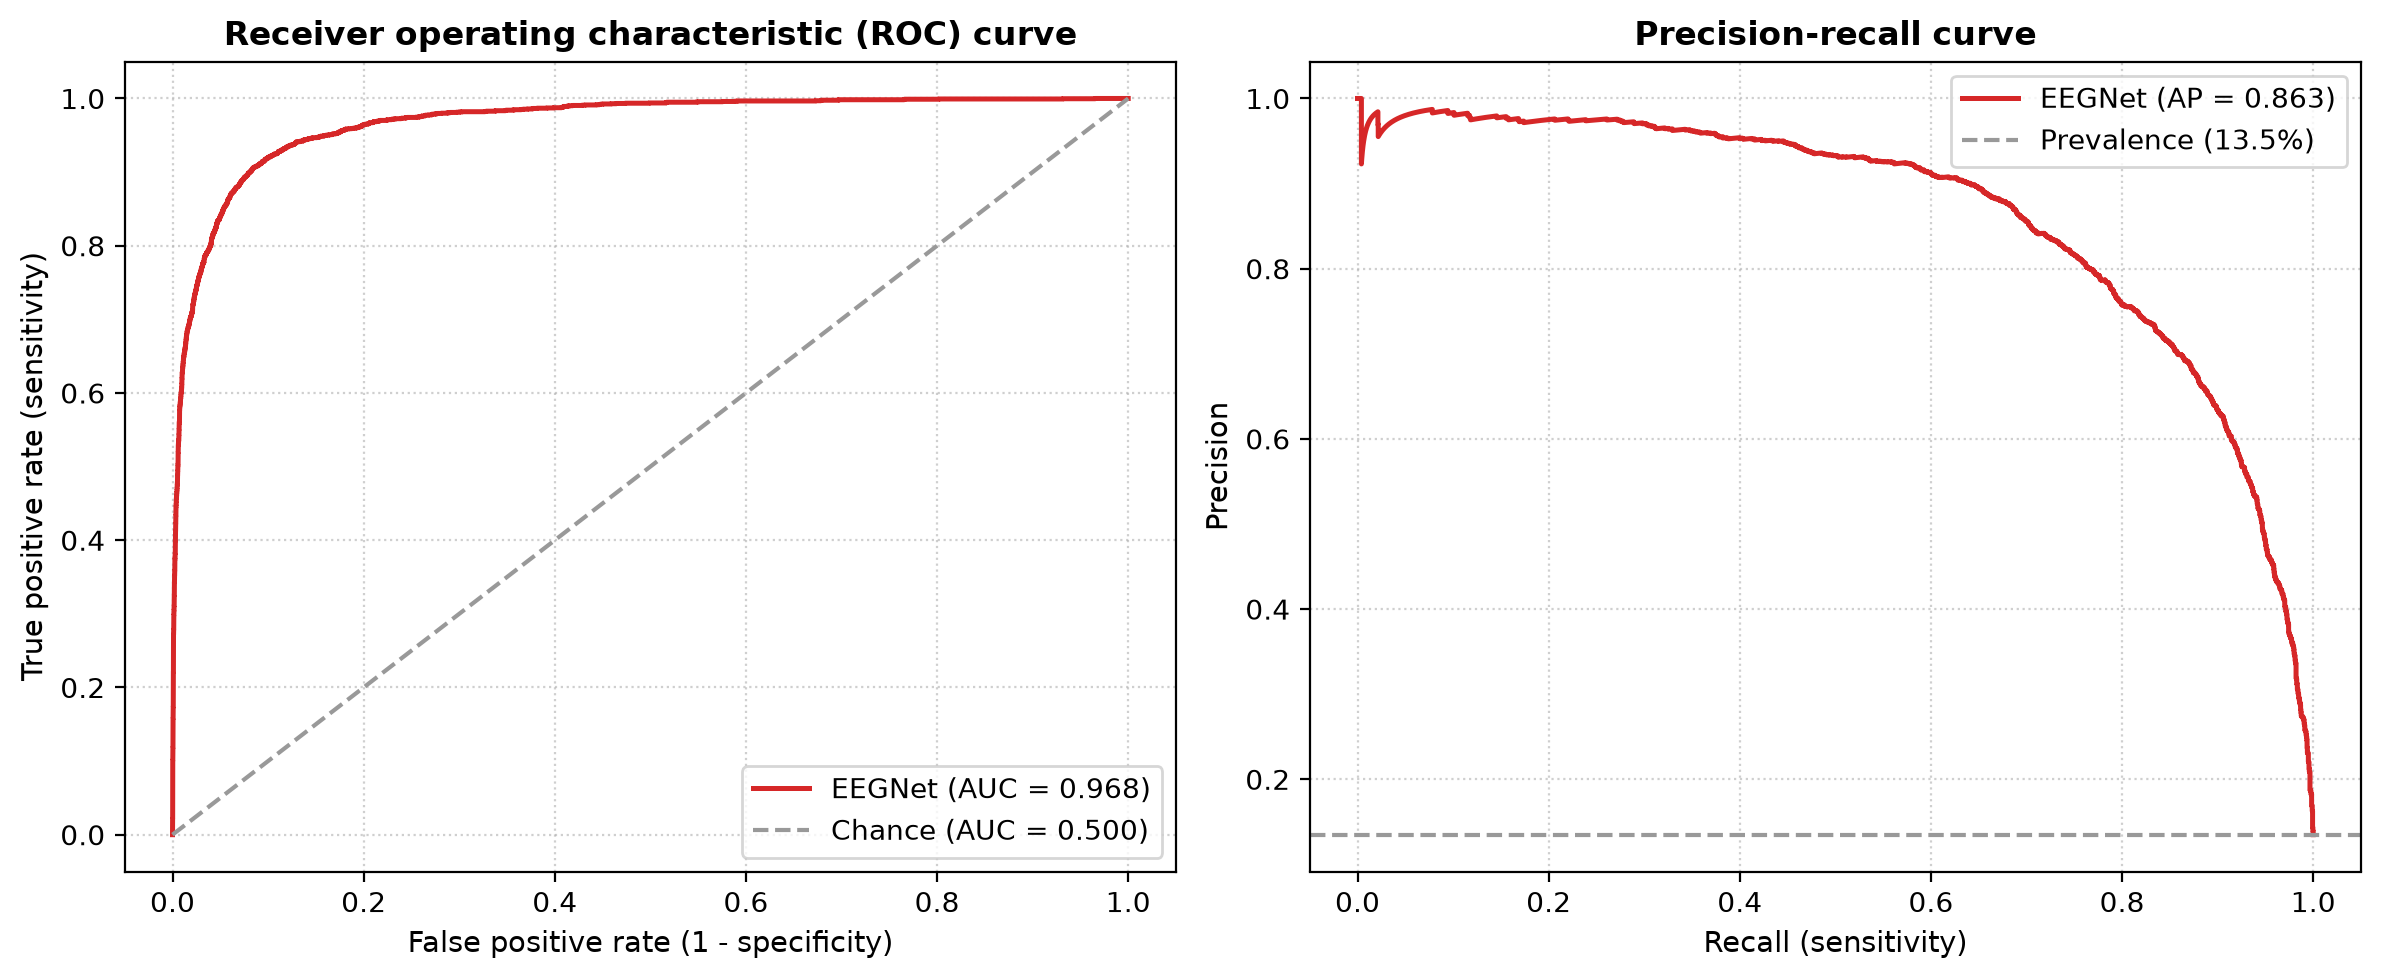 Receiver operating characteristic (ROC) curve
True positive rate (sensitivity)
1.0
0.8
0.6
0.4
0.2
0.0
EEGNet (AUC = 0.968)
Chance (AUC = 0.500)
0.0 0.2 0.4 0.6 0.8 1.0
False positive rate (1 - specificity)
Precision-recall curve
Precision
1.0
0.8
0.6
0.4
0.2
EEGNet (AP = 0.863)
Prevalence (13.5%)
0.0 0.2 0.4 0.6 0.8 1.0
Recall (sensitivity)